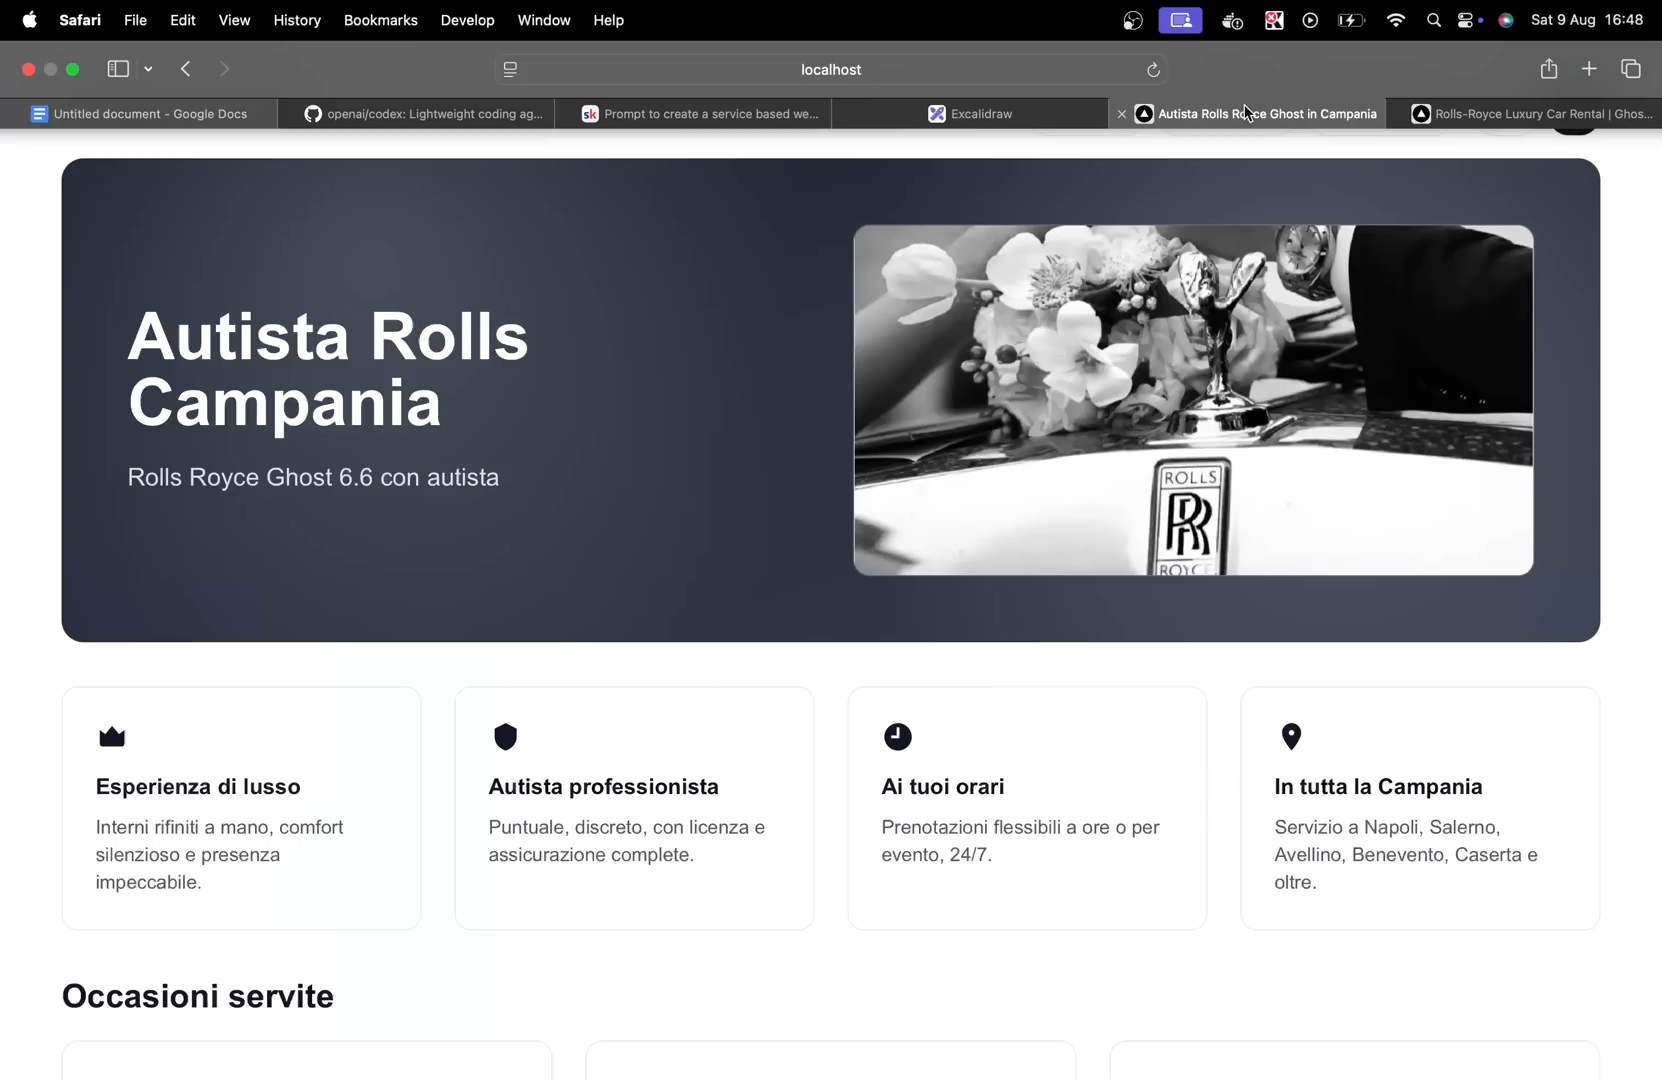 Safari File Edit View History Bookmarks Develop Window Help Sat 9 Aug 16:48
localhost
Untitled document - Google Docs
openai/codex: Lightweight coding ag...
sk Prompt to create a service based we...
Excalidraw
Autista Rolls Royce Ghost in Campania
Rolls-Royce Luxury Car Rental | Ghos...
Autista Rolls
Campania
Rolls Royce Ghost 6.6 con autista
ROLLS
RR
ROYCE
Esperienza di lusso
Interni rifiniti a mano, comfort
silenzioso e presenza
impeccabile.
Autista professionista
Puntuale, discreto, con licenza e
assicurazione complete.
Ai tuoi orari
Prenotazioni flessibili a ore o per
evento, 24/7.
In tutta la Campania
Servizio a Napoli, Salerno,
Avellino, Benevento, Caserta e
oltre.
Occasioni servite